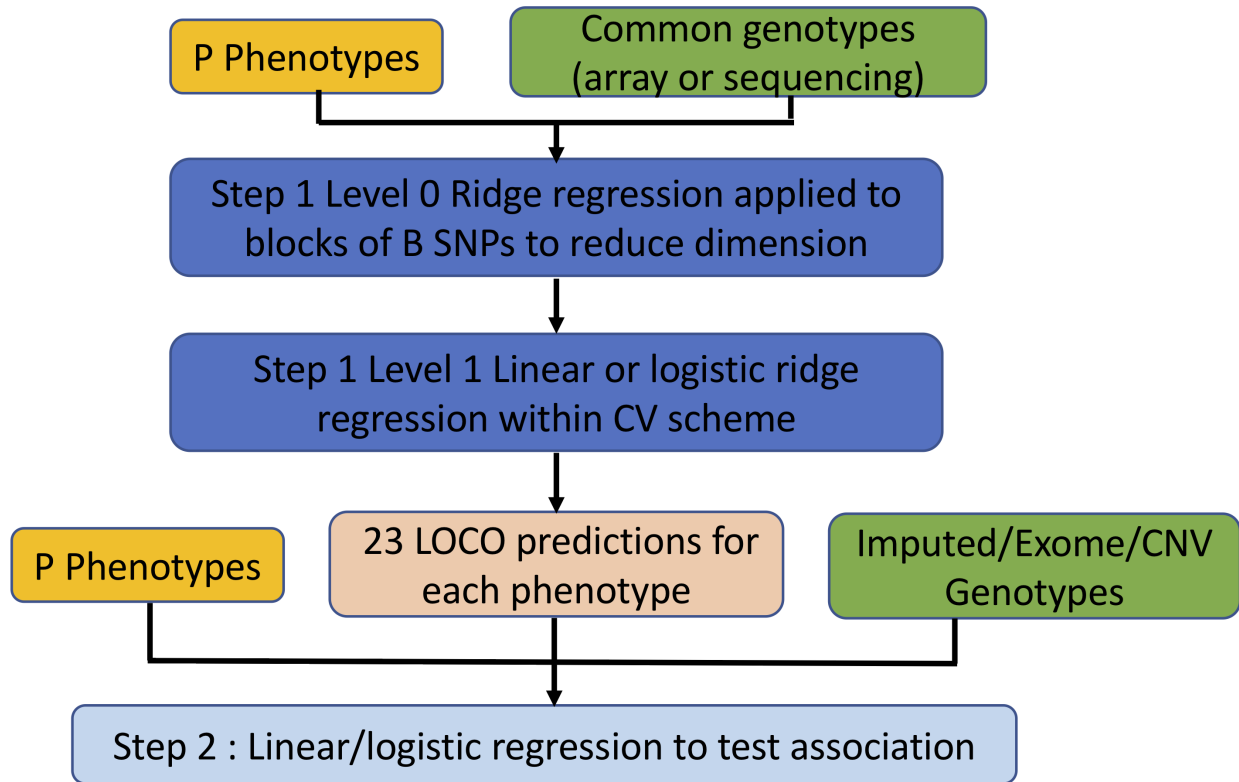 P Phenotypes
Common genotypes
(array or sequencing)
Step 1 Level 0 Ridge regression applied to
blocks of B SNPs to reduce dimension
Step 1 Level 1 Linear or logistic ridge
regression within CV scheme
P Phenotypes
23 LOCO predictions for
each phenotype
Imputed/Exome/CNV
Genotypes
Step 2 : Linear/logistic regression to test association